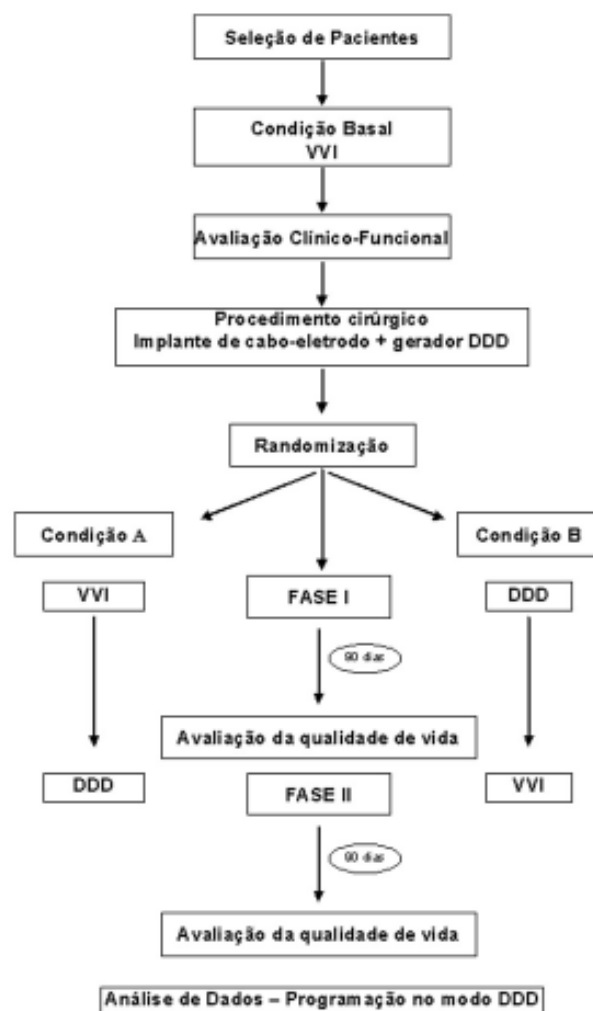 Seleção de Pacientes
Condição Basal
VVI
Avaliação Clínico-Funcional
Procedimento cirúrgico
Implante de cabo-eletrodo + gerador DDD
Randomização
Condição A
Condição B
VVI
FASE I
DDD
90 dias
Avaliação da qualidade de vida
DDD
FASE II
VVI
90 dias
Avaliação da qualidade de vida
Análise de Dados – Programação no modo DDD